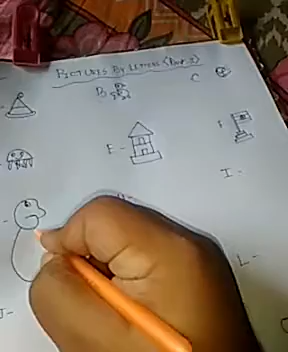 PICTURES BY LETTERS (PART-2)
B
C
E -
F
I -
L -
J -